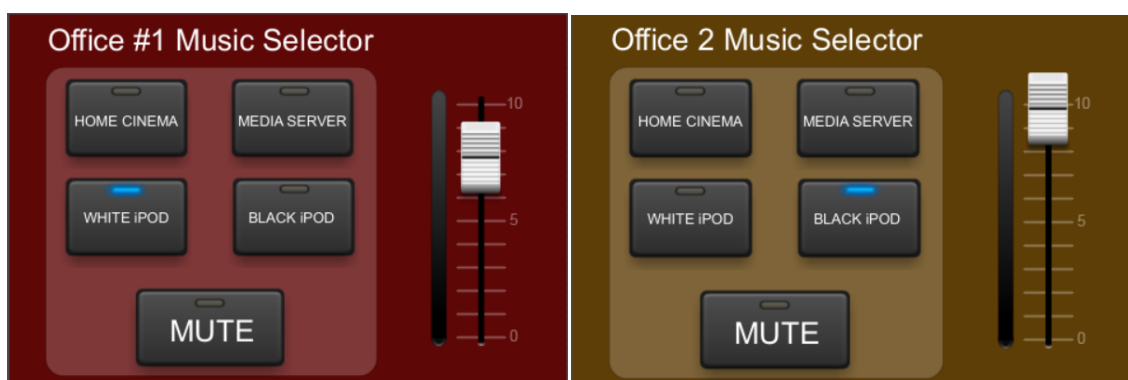 Office #1 Music Selector
HOME CINEMA
MEDIA SERVER
10
WHITE iPOD
BLACK iPOD
5
MUTE
0
Office 2 Music Selector
HOME CINEMA
MEDIA SERVER
10
WHITE iPOD
BLACK iPOD
5
MUTE
0